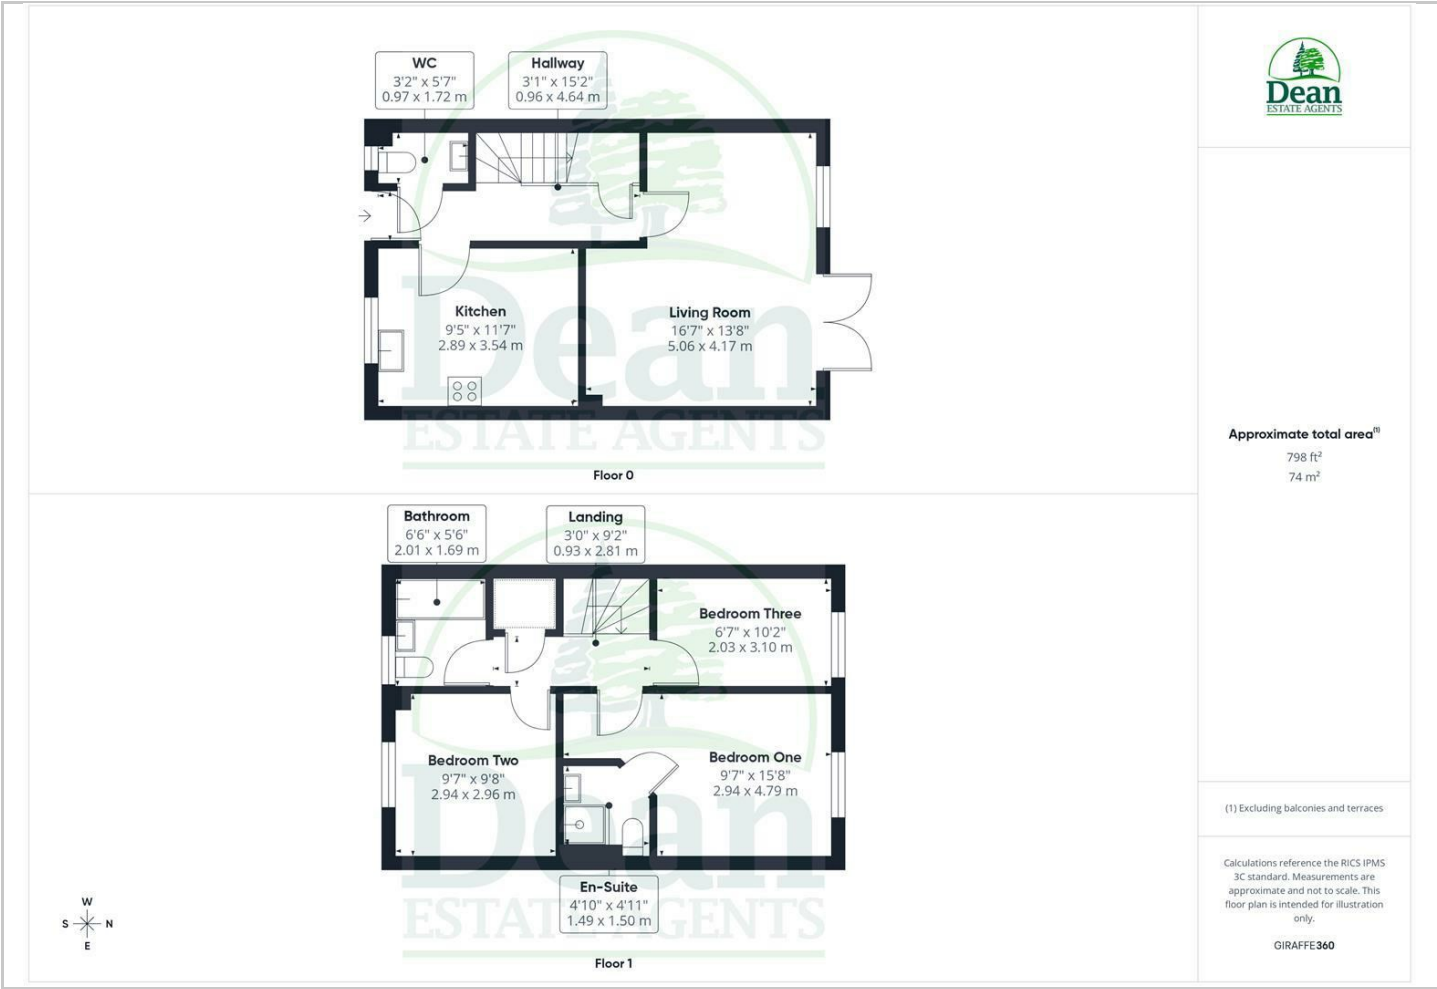 WC
3'2" x 5'7"
0.97 x 1.72 m
Hallway
3'1" x 15'2"
0.96 x 4.64 m
Kitchen
9'5" x 11'7"
2.89 x 3.54 m
Living Room
16'7" x 13'8"
5.06 x 4.17 m
Dean
ESTATE AGENTS
Floor 0
Bathroom
6'6" x 5'6"
2.01 x 1.69 m
Landing
3'0" x 9'2"
0.93 x 2.81 m
Bedroom Three
6'7" x 10'2"
2.03 x 3.10 m
Bedroom Two
9'7" x 9'8"
2.94 x 2.96 m
Bedroom One
9'7" x 15'8"
2.94 x 4.79 m
En-Suite
4'10" x 4'11"
1.49 x 1.50 m
Dean
ESTATE AGENTS
Floor 1
W
S N
E
Dean
ESTATE AGENTS
Approximate total area(1)
798 ft²
74 m²
(1) Excluding balconies and terraces
Calculations reference the RICS IPMS
3C standard. Measurements are
approximate and not to scale. This
floor plan is intended for illustration
only.
GIRAFFE360